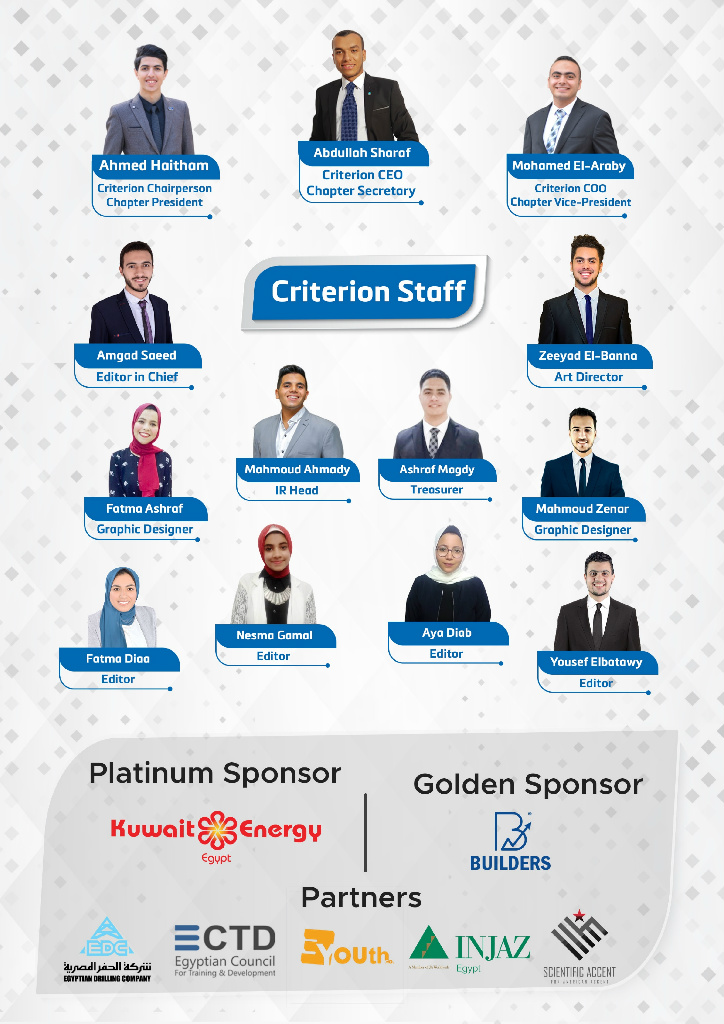 Ahmed Haitham
Criterion Chairperson
Chapter President
Abdullah Sharaf
Criterion CEO
Chapter Secretary
Mohamed El-Araby
Criterion COO
Chapter Vice-President
Criterion Staff
Amgad Saeed
Editor in Chief
Zeeyad El-Banna
Art Director
Mahmoud Ahmady
IR Head
Ashraf Magdy
Treasurer
Fatma Ashraf
Graphic Designer
Mahmoud Zenar
Graphic Designer
Fatma Diaa
Editor
Nesma Gamal
Editor
Aya Diab
Editor
Yousef Elbatawy
Editor
Platinum Sponsor
Kuwait Energy
Egypt
Golden Sponsor
BUILDERS
Partners
EDC
شركة الحفر المصرية
EGYPTIAN DRILLING COMPANY
ECTD
Egyptian Council
For Training & Development
EYOUth
INJAZ
Egypt
SCIENTIFIC ACCENT